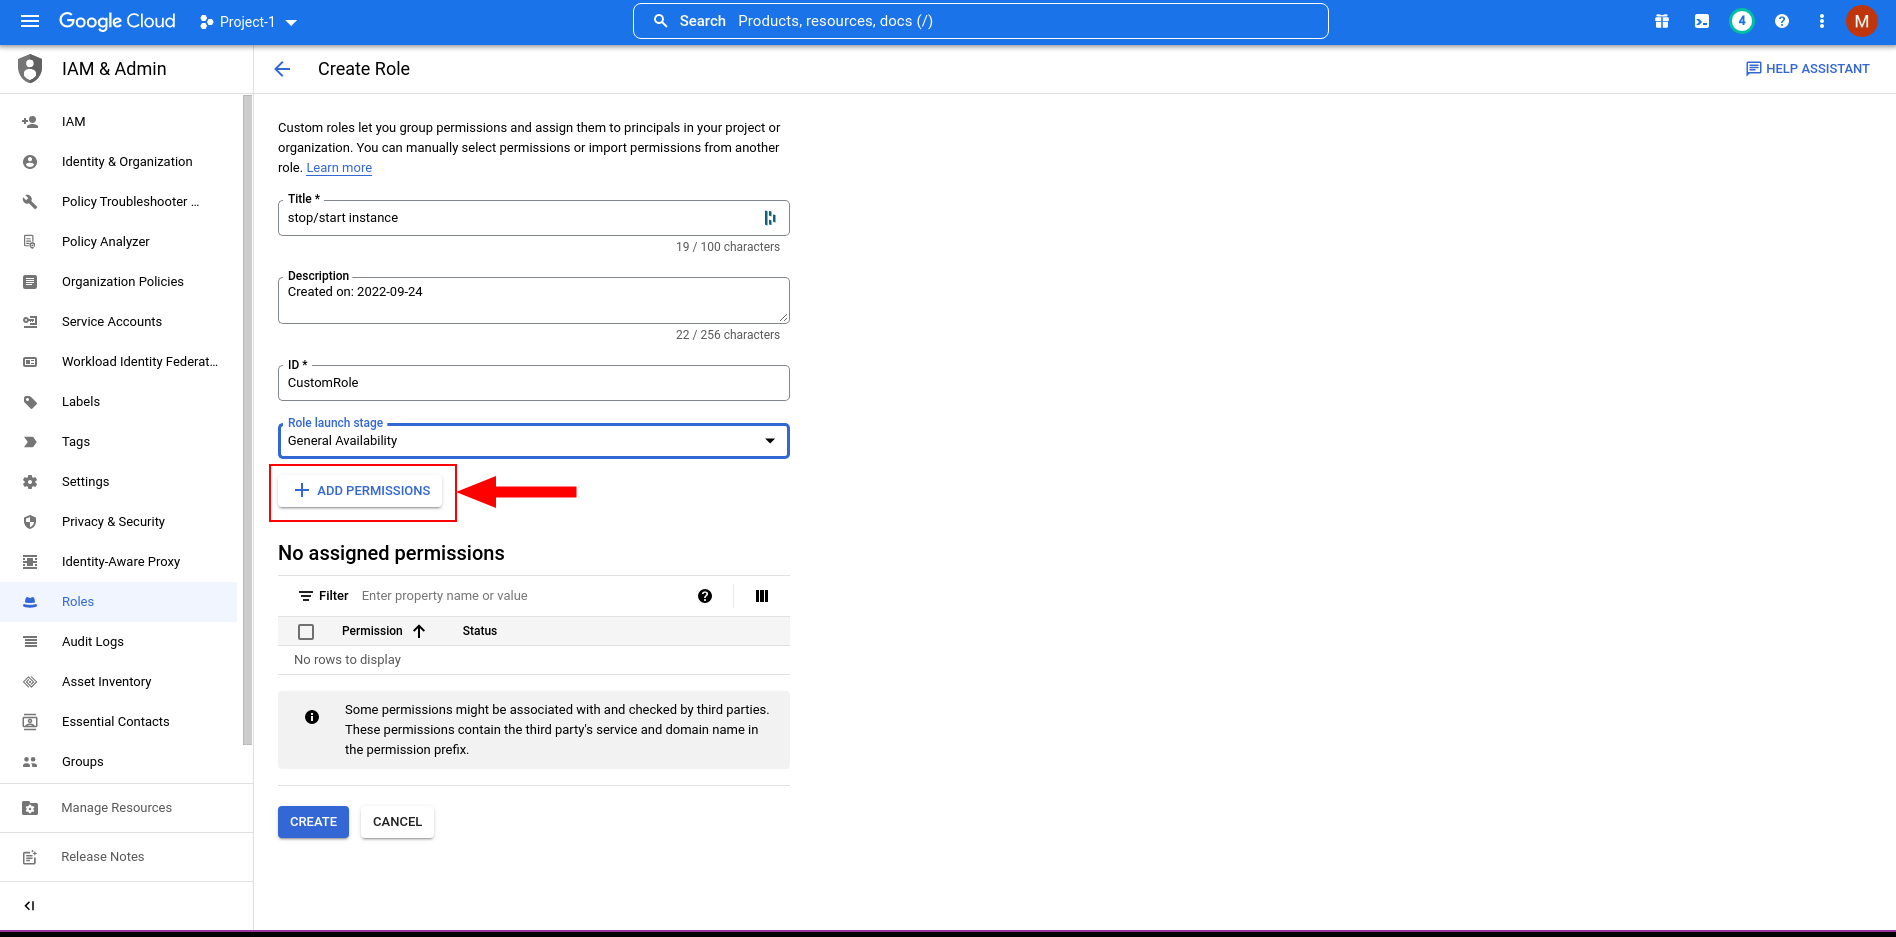 Google Cloud
Project-1
Search Products, resources, docs (/)
4
M
IAM & Admin
Create Role
HELP ASSISTANT
IAM
Identity & Organization
Policy Troubleshooter ...
Policy Analyzer
Organization Policies
Service Accounts
Workload Identity Federat...
Labels
Tags
Settings
Privacy & Security
Identity-Aware Proxy
Roles
Audit Logs
Asset Inventory
Essential Contacts
Groups
Manage Resources
Release Notes
Custom roles let you group permissions and assign them to principals in your project or
organization. You can manually select permissions or import permissions from another
role. Learn more
Title *
stop/start instance
19 / 100 characters
Description
Created on: 2022-09-24
22 / 256 characters
ID *
CustomRole
Role launch stage
General Availability
ADD PERMISSIONS
No assigned permissions
Filter Enter property name or value
Permission Status
No rows to display
Some permissions might be associated with and checked by third parties.
These permissions contain the third party's service and domain name in
the permission prefix.
CREATE CANCEL